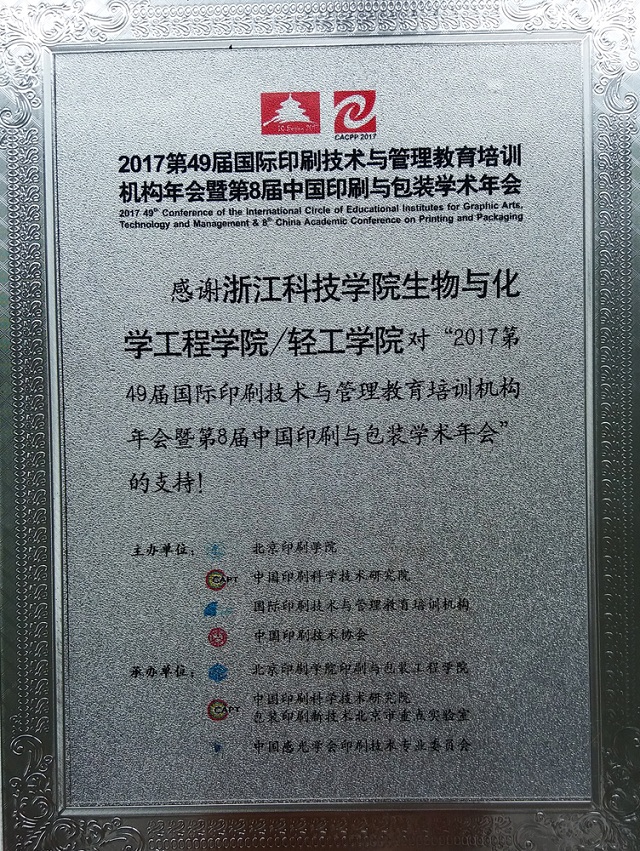 CACPP 2017
2017第49届国际印刷技术与管理教育培训
机构年会暨第8届中国印刷与包装学术年会
2017 49th Conference of the International Circle of Educational Institutes for Graphic Arts,
Technology and Management & 8th China Academic Conference on Printing and Packaging
感谢浙江科技学院生物与化
学工程学院/轻工学院对“2017第
49届国际印刷技术与管理教育培训机构
年会暨第8届中国印刷与包装学术年会”
的支持！
主办单位： 北京印刷学院
CAPT 中国印刷科学技术研究院
国际印刷技术与管理教育培训机构
中国印刷技术协会
承办单位： 北京印刷学院印刷与包装工程学院
CAPT 中国印刷科学技术研究院
包装印刷新技术北京市重点实验室
中国感光学会印刷技术专业委员会